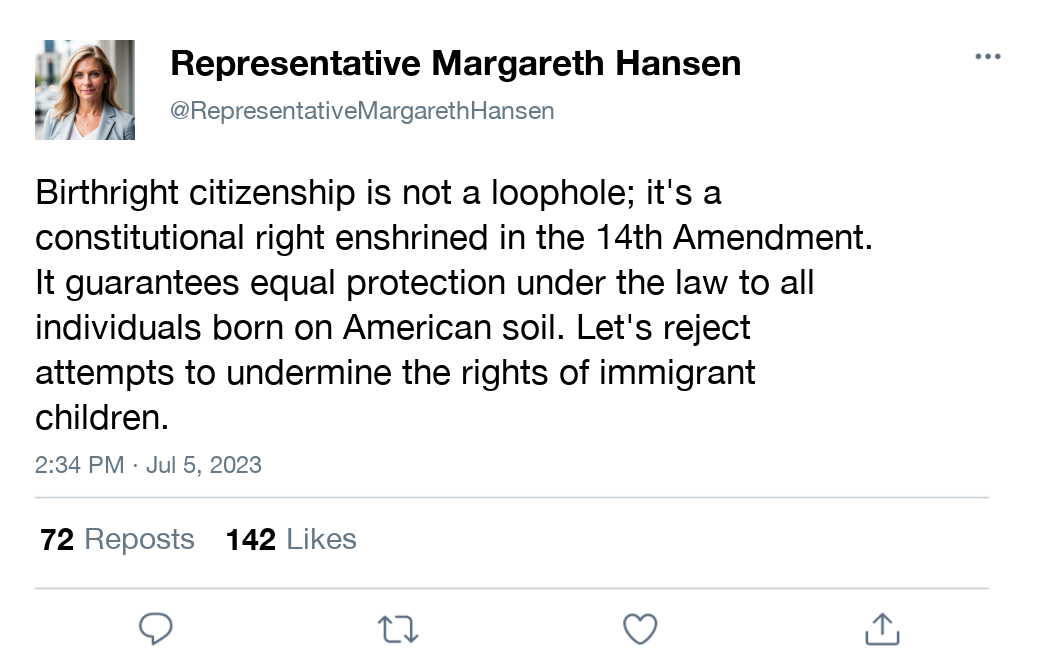 Representative Margareth Hansen
@RepresentativeMargarethHansen
Birthright citizenship is not a loophole; it's a
constitutional right enshrined in the 14th Amendment.
It guarantees equal protection under the law to all
individuals born on American soil. Let's reject
attempts to undermine the rights of immigrant
children.
2:34 PM · Jul 5, 2023
72 Reposts 142 Likes